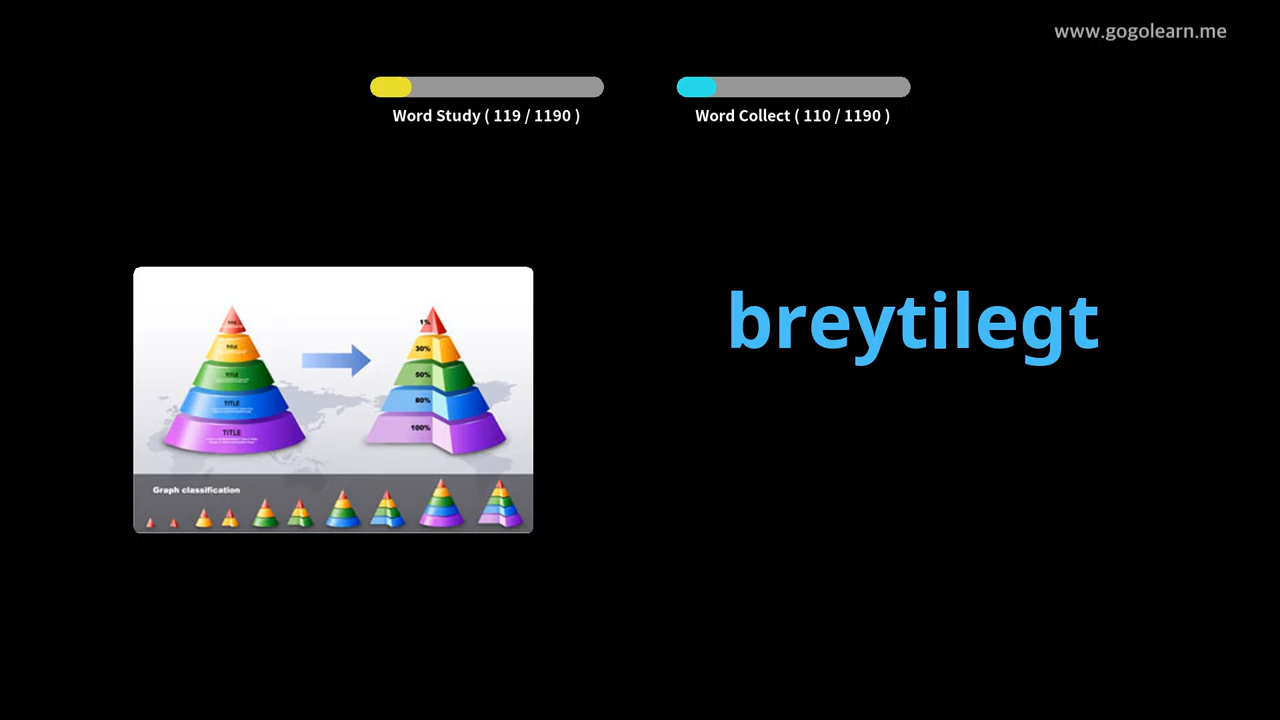 www.gogolearn.me
Word Study ( 119 / 1190 )
Word Collect ( 110 / 1190 )
breytilegt
TITLE
TITLE
TITLE
TITLE
1%
30%
50%
80%
100%
Graph classification